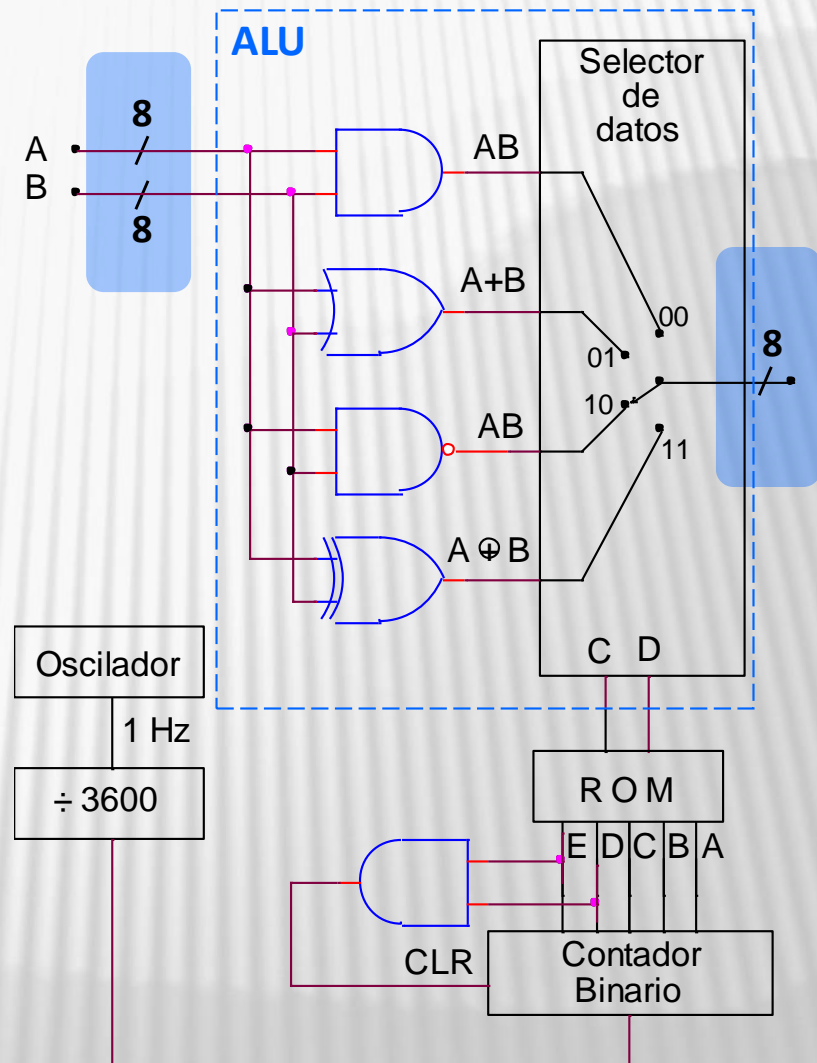 ALU
Selector
de
datos
8
A
B
8
AB
A+B
AB
A ⊕ B
00
01
10
11
8
C D
Oscilador
1 Hz
÷ 3600
R O M
E D C B A
CLR
Contador
Binario